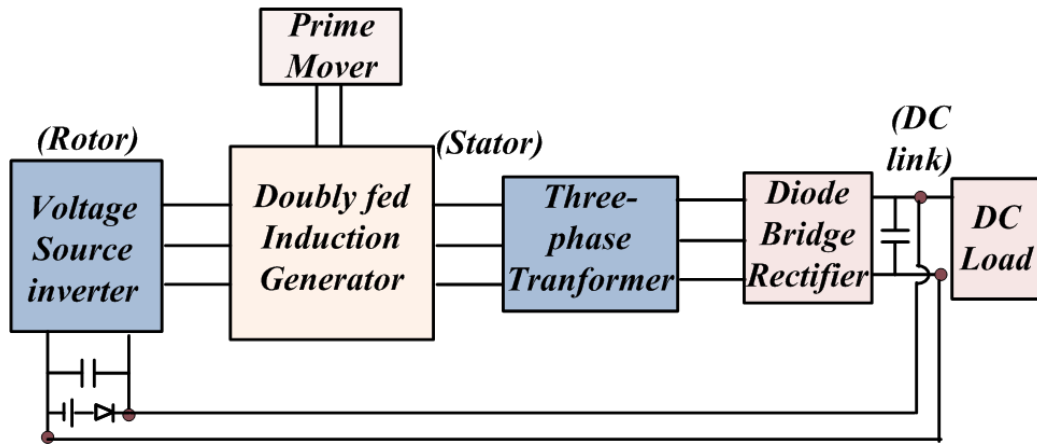 Prime
Mover
(Rotor)
(Stator)
(DC
link)
Voltage
Source
inverter
Doubly fed
Induction
Generator
Three-
phase
Tranformer
Diode
Bridge
Rectifier
DC
Load